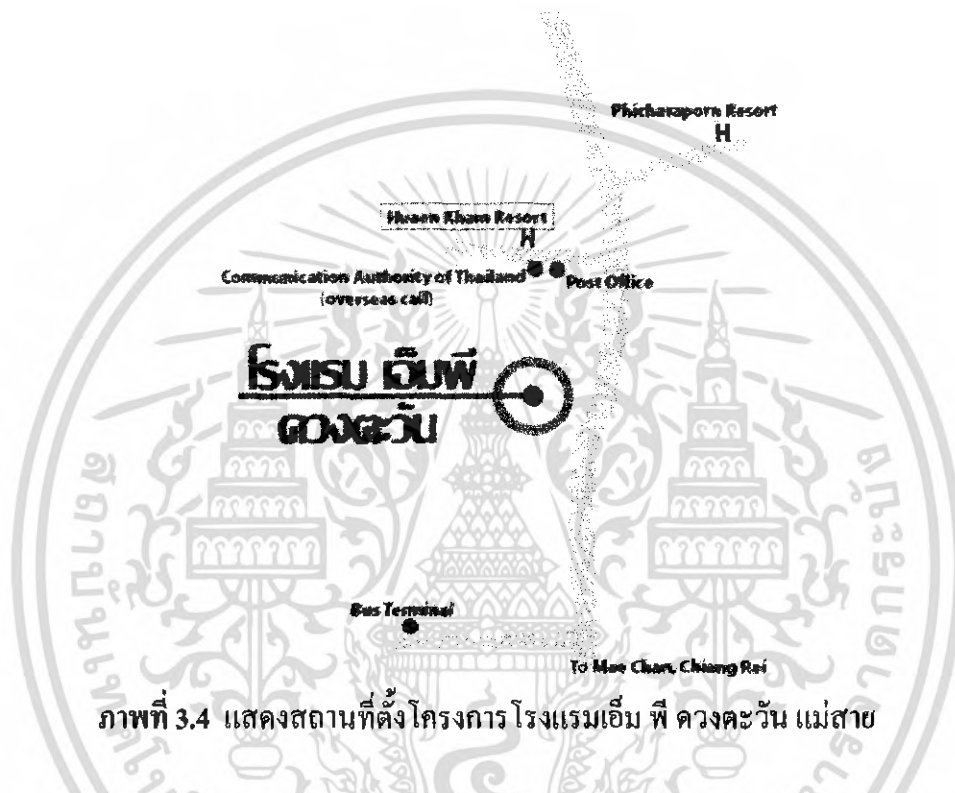 Phicharaporn Resort
H
Huaen Kham Resort
H
Communication Authority of Thailand
(overseas call)
Post Office
โรงแรม เอ็มพี
ดวงตะวัน
Bus Terminal
To Mae Chan, Chiang Rai
ภาพที่ 3.4 แสดงสถานที่ตั้งโครงการ โรงแรมเอ็ม พี ดวงตะวัน แม่สาย